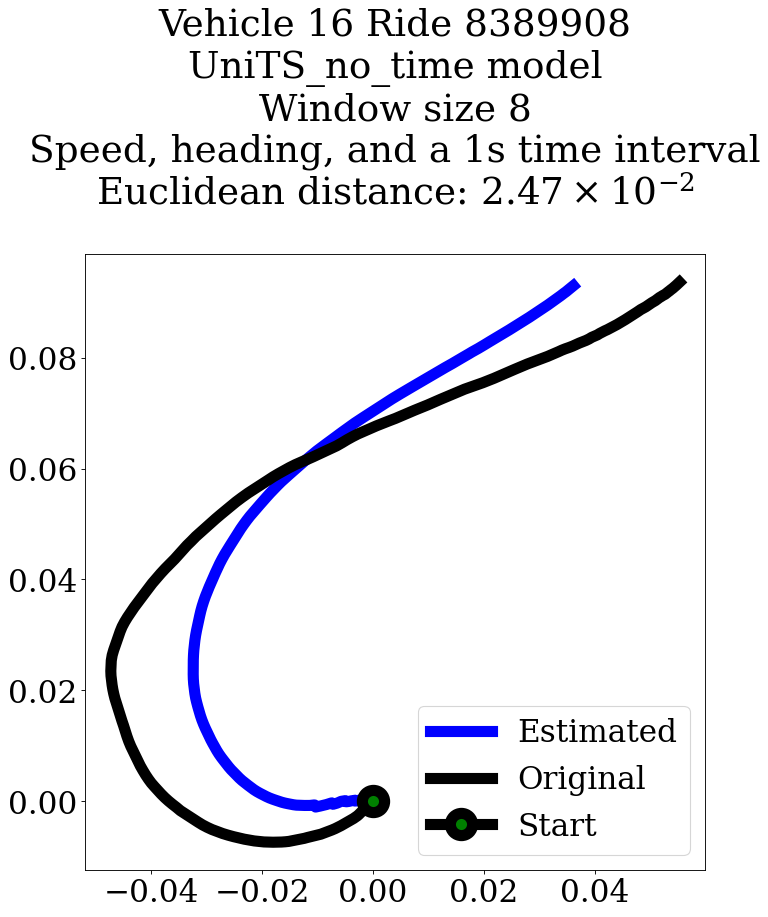 Vehicle 16 Ride 8389908
UniTS_no_time model
Window size 8
Speed, heading, and a 1s time interval
Euclidean distance: 2.47 × 10⁻²
0.08
0.06
0.04
0.02
0.00
−0.04
−0.02
0.00
0.02
0.04
Estimated
Original
Start